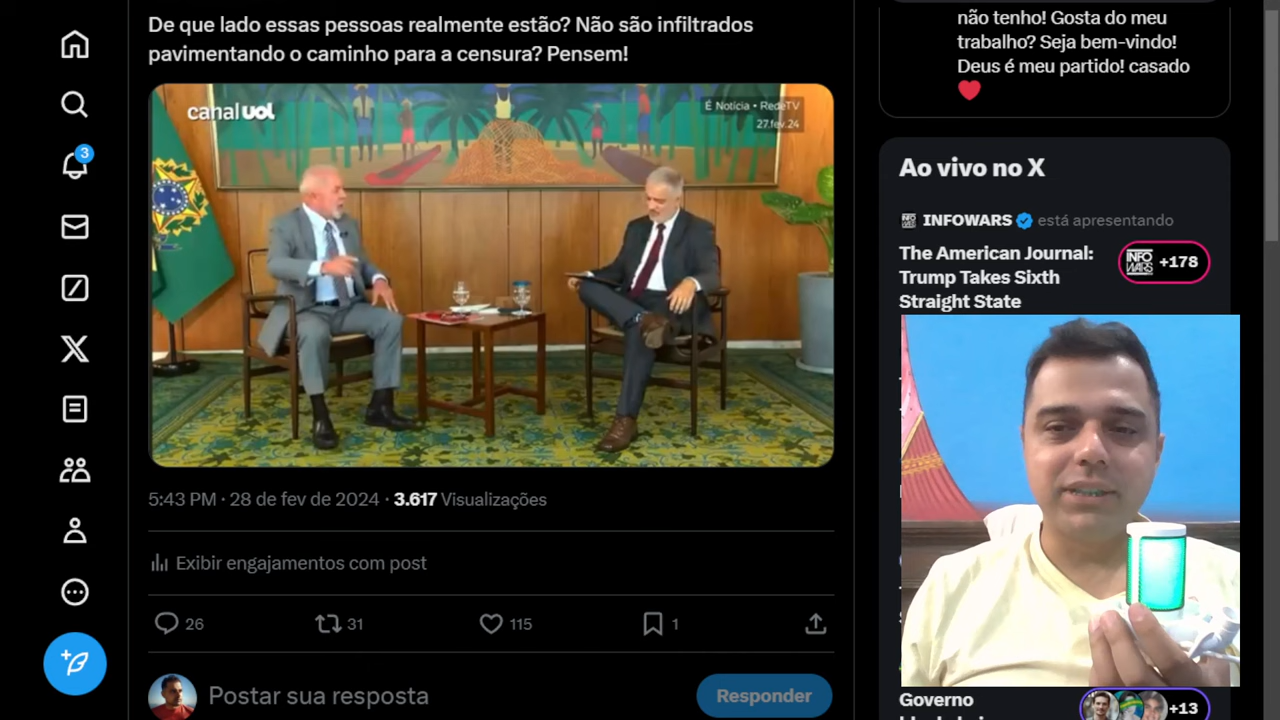 De que lado essas pessoas realmente estão? Não são infiltrados
pavimentando o caminho para a censura? Pensem!
canal uol
É Notícia • RedeTV
27.fev.24
5:43 PM · 28 de fev de 2024 · 3.617 Visualizações
Exibir engajamentos com post
26
31
115
1
Postar sua resposta
Responder
3
não tenho! Gosta do meu
trabalho? Seja bem-vindo!
Deus é meu partido! casado
Ao vivo no X
INFOWARS está apresentando
The American Journal:
Trump Takes Sixth
Straight State
INFO
WARS
+178
Governo
+13